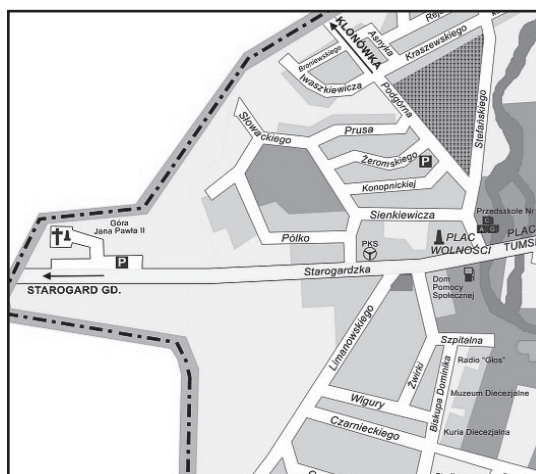 KLONÓWKA
Asnyka
Kraszewskiego
Broniewskiego
Iwaszkiewicza
Podgórna
Stefańskiego
Słowackiego
Prusa
Żeromskiego
P
Konopnickiej
Sienkiewicza
Przedszkole Nr
C
A
G
Góra
Jana Pawła II
Pólko
PKS
PLAC
WOLNOŚCI
PLAC
TUMSK
P
Starogardzka
STAROGARD GD.
Dom
Pomocy
Społecznej
Limanowskiego
Szpitalna
Radio "Głos"
Żwirki
Biskupa Dominika
Muzeum Diecezjalne
Wigury
Czarnieckiego
Kuria Diecezjalna